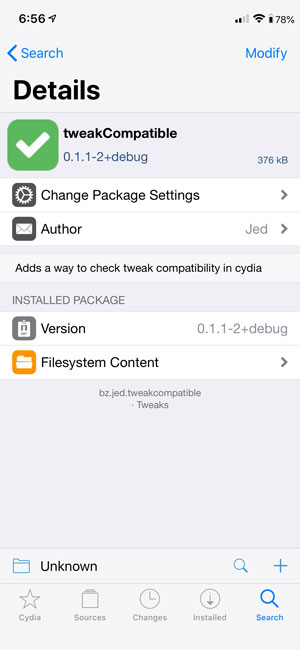 6:56 78%
Search Modify
Details
tweakCompatible
0.1.1-2+debug 376 kB
Change Package Settings
Author Jed
Adds a way to check tweak compatibility in cydia
INSTALLED PACKAGE
Version 0.1.1-2+debug
Filesystem Content
bz.jed.tweakcompatible
· Tweaks
Unknown
Cydia Sources Changes Installed Search